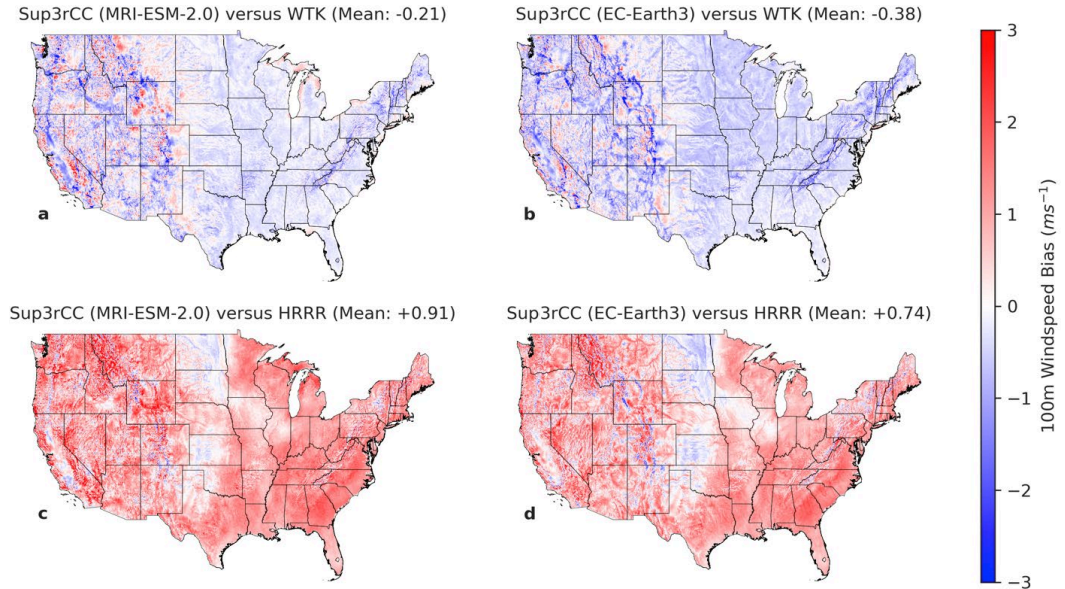 Sup3rCC (MRI-ESM-2.0) versus WTK (Mean: -0.21)
Sup3rCC (EC-Earth3) versus WTK (Mean: -0.38)
a
b
Sup3rCC (MRI-ESM-2.0) versus HRRR (Mean: +0.91)
Sup3rCC (EC-Earth3) versus HRRR (Mean: +0.74)
c
d
3
2
1
0
−1
−2
−3
100m Windspeed Bias (ms⁻¹)